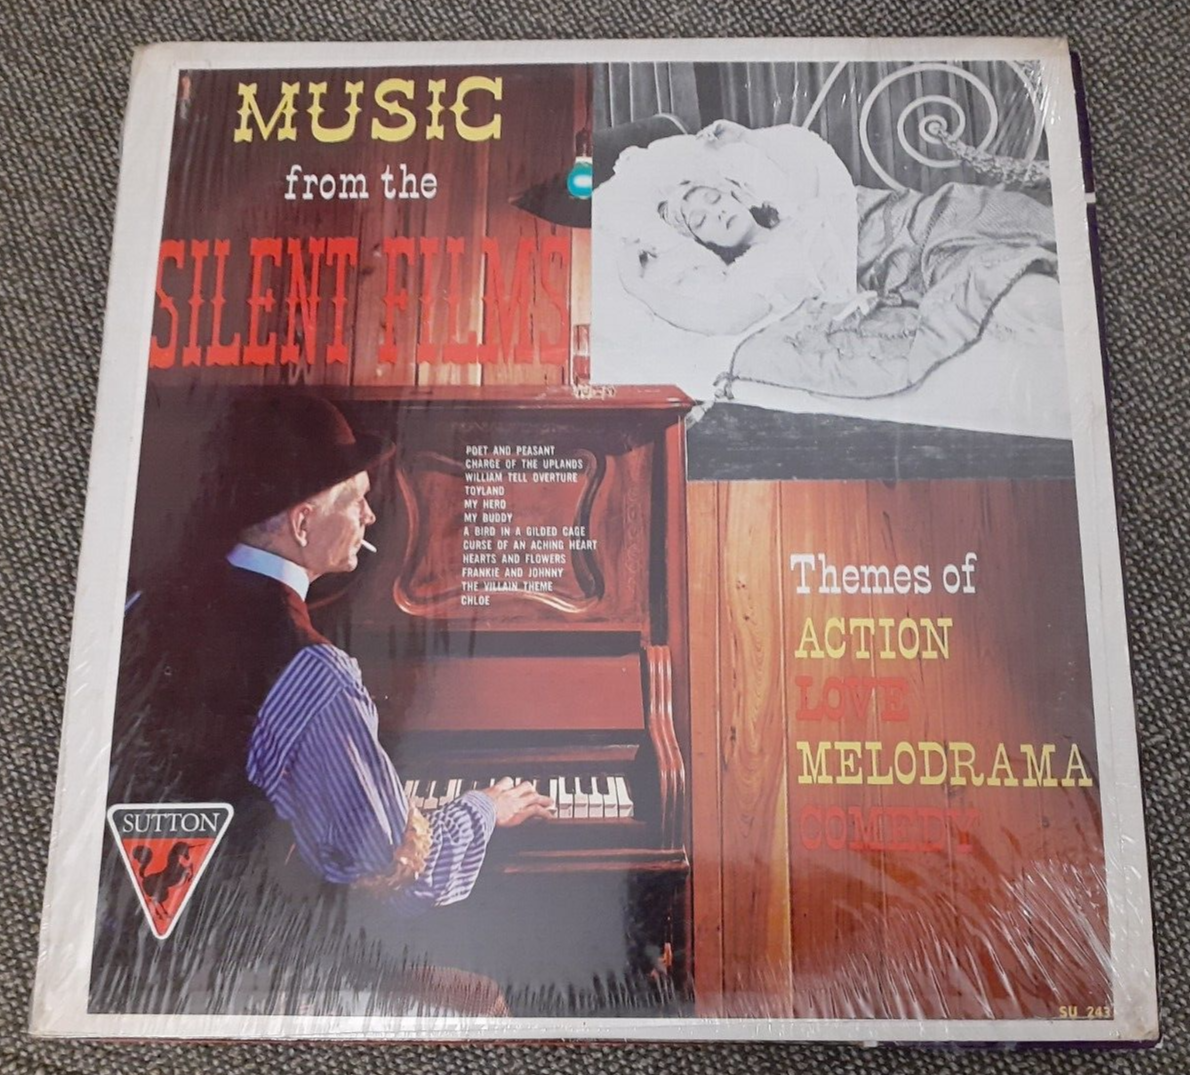 MUSIC
from the
SILENT FILMS
POET AND PEASANT
CHARGE OF THE UPLANDS
WILLIAM TELL OVERTURE
TOYLAND
MY HERO
MY BUDDY
A BIRD IN A GILDED CAGE
CURSE OF AN ACHING HEART
HEARTS AND FLOWERS
FRANKIE AND JOHNNY
THE VILLAIN THEME
CHLOE
Themes of
ACTION
LOVE
MELODRAMA
COMEDY
SUTTON
SU 243